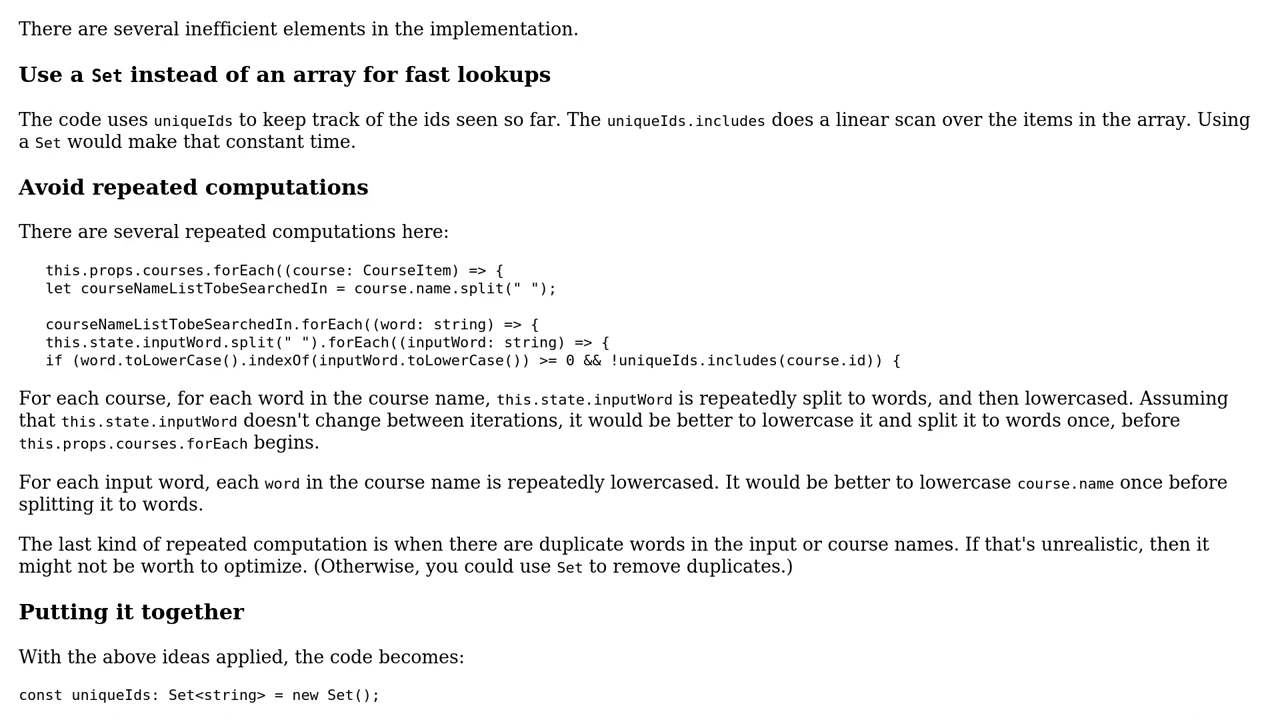 There are several inefficient elements in the implementation.
Use a Set instead of an array for fast lookups
The code uses uniqueIds to keep track of the ids seen so far. The uniqueIds.includes does a linear scan over the items in the array. Using
a Set would make that constant time.
Avoid repeated computations
There are several repeated computations here:
this.props.courses.forEach((course: CourseItem) => {
let courseNameListTobeSearchedIn = course.name.split(" ");
courseNameListTobeSearchedIn.forEach((word: string) => {
this.state.inputWord.split(" ").forEach((inputWord: string) => {
if (word.toLowerCase().indexOf(inputWord.toLowerCase()) >= 0 && !uniqueIds.includes(course.id)) {
For each course, for each word in the course name, this.state.inputWord is repeatedly split to words, and then lowercased. Assuming
that this.state.inputWord doesn't change between iterations, it would be better to lowercase it and split it to words once, before
this.props.courses.forEach begins.
For each input word, each word in the course name is repeatedly lowercased. It would be better to lowercase course.name once before
splitting it to words.
The last kind of repeated computation is when there are duplicate words in the input or course names. If that's unrealistic, then it
might not be worth to optimize. (Otherwise, you could use Set to remove duplicates.)
Putting it together
With the above ideas applied, the code becomes:
const uniqueIds: Set<string> = new Set();